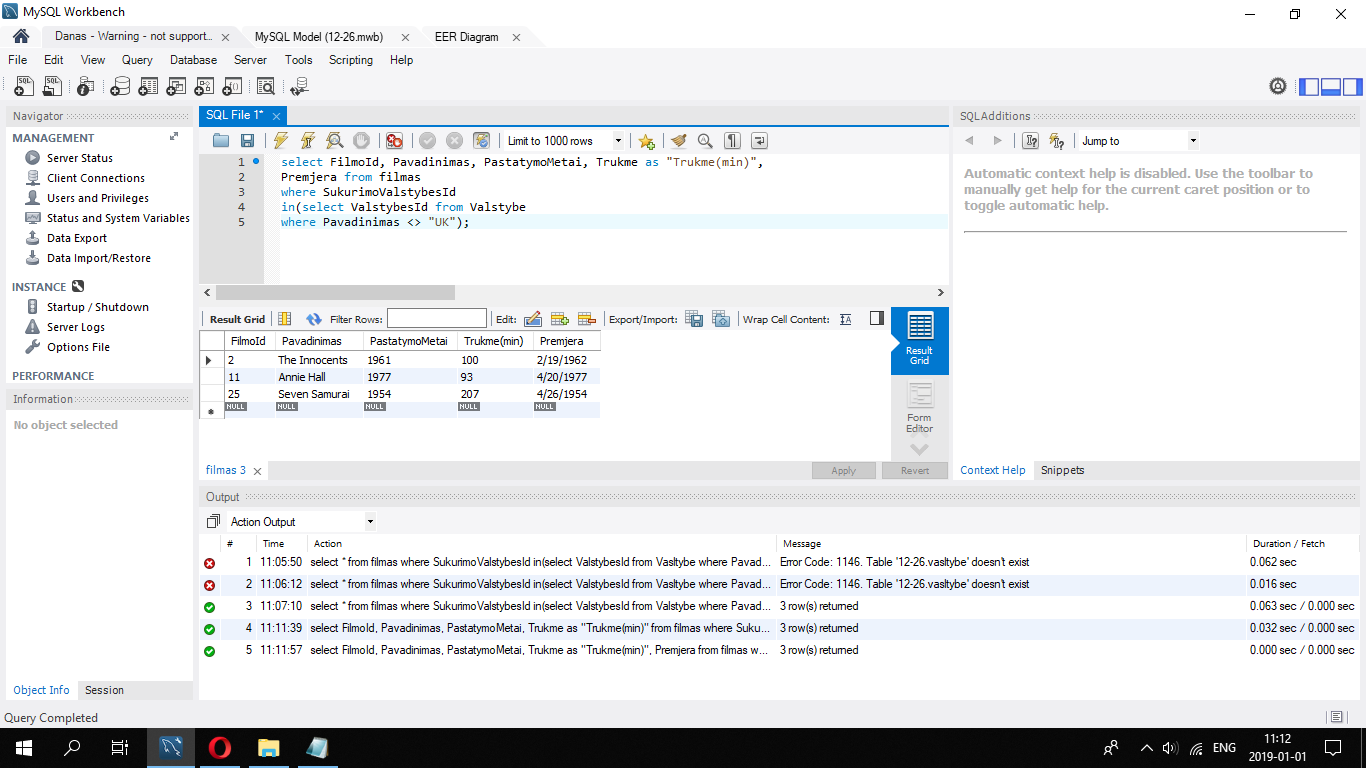 MySQL Workbench
Danas - Warning - not support... MySQL Model (12-26.mwb) EER Diagram
File Edit View Query Database Server Tools Scripting Help
Navigator
MANAGEMENT
Server Status
Client Connections
Users and Privileges
Status and System Variables
Data Export
Data Import/Restore
INSTANCE
Startup / Shutdown
Server Logs
Options File
PERFORMANCE
Information
No object selected
Object Info Session
SQL File 1*
Limit to 1000 rows
1 select FilmoId, Pavadinimas, PastatymoMetai, Trukme as "Trukme(min)",
2 Premjera from filmas
3 where SukurimoValstybesId
4 in(select ValstybesId from Valstybe
5 where Pavadinimas <> "UK");
Result Grid Filter Rows: Edit: Export/Import: Wrap Cell Content:
FilmoId Pavadinimas PastatymoMetai Trukme(min) Premjera
2 The Innocents 1961 100 2/19/1962
11 Annie Hall 1977 93 4/20/1977
25 Seven Samurai 1954 207 4/26/1954
NULL NULL NULL NULL NULL
Result Grid
Form Editor
filmas 3 Apply Revert
SQLAdditions
Jump to
Automatic context help is disabled. Use the toolbar to
manually get help for the current caret position or to
toggle automatic help.
Context Help Snippets
Output
Action Output
# Time Action Message Duration / Fetch
1 11:05:50 select * from filmas where SukurimoValstybesId in(select ValstybesId from Vasltybe where Pavad... Error Code: 1146. Table '12-26.vasltybe' doesn't exist 0.062 sec
2 11:06:12 select * from filmas where SukurimoValstybesId in(select ValstybesId from Vasltybe where Pavad... Error Code: 1146. Table '12-26.vasltybe' doesn't exist 0.016 sec
3 11:07:10 select * from filmas where SukurimoValstybesId in(select ValstybesId from Valstybe where Pavad... 3 row(s) returned 0.063 sec / 0.000 sec
4 11:11:39 select FilmoId, Pavadinimas, PastatymoMetai, Trukme as "Trukme(min)" from filmas where Suku... 3 row(s) returned 0.032 sec / 0.000 sec
5 11:11:57 select FilmoId, Pavadinimas, PastatymoMetai, Trukme as "Trukme(min)", Premjera from filmas w... 3 row(s) returned 0.000 sec / 0.000 sec
Query Completed
ENG
11:12
2019-01-01